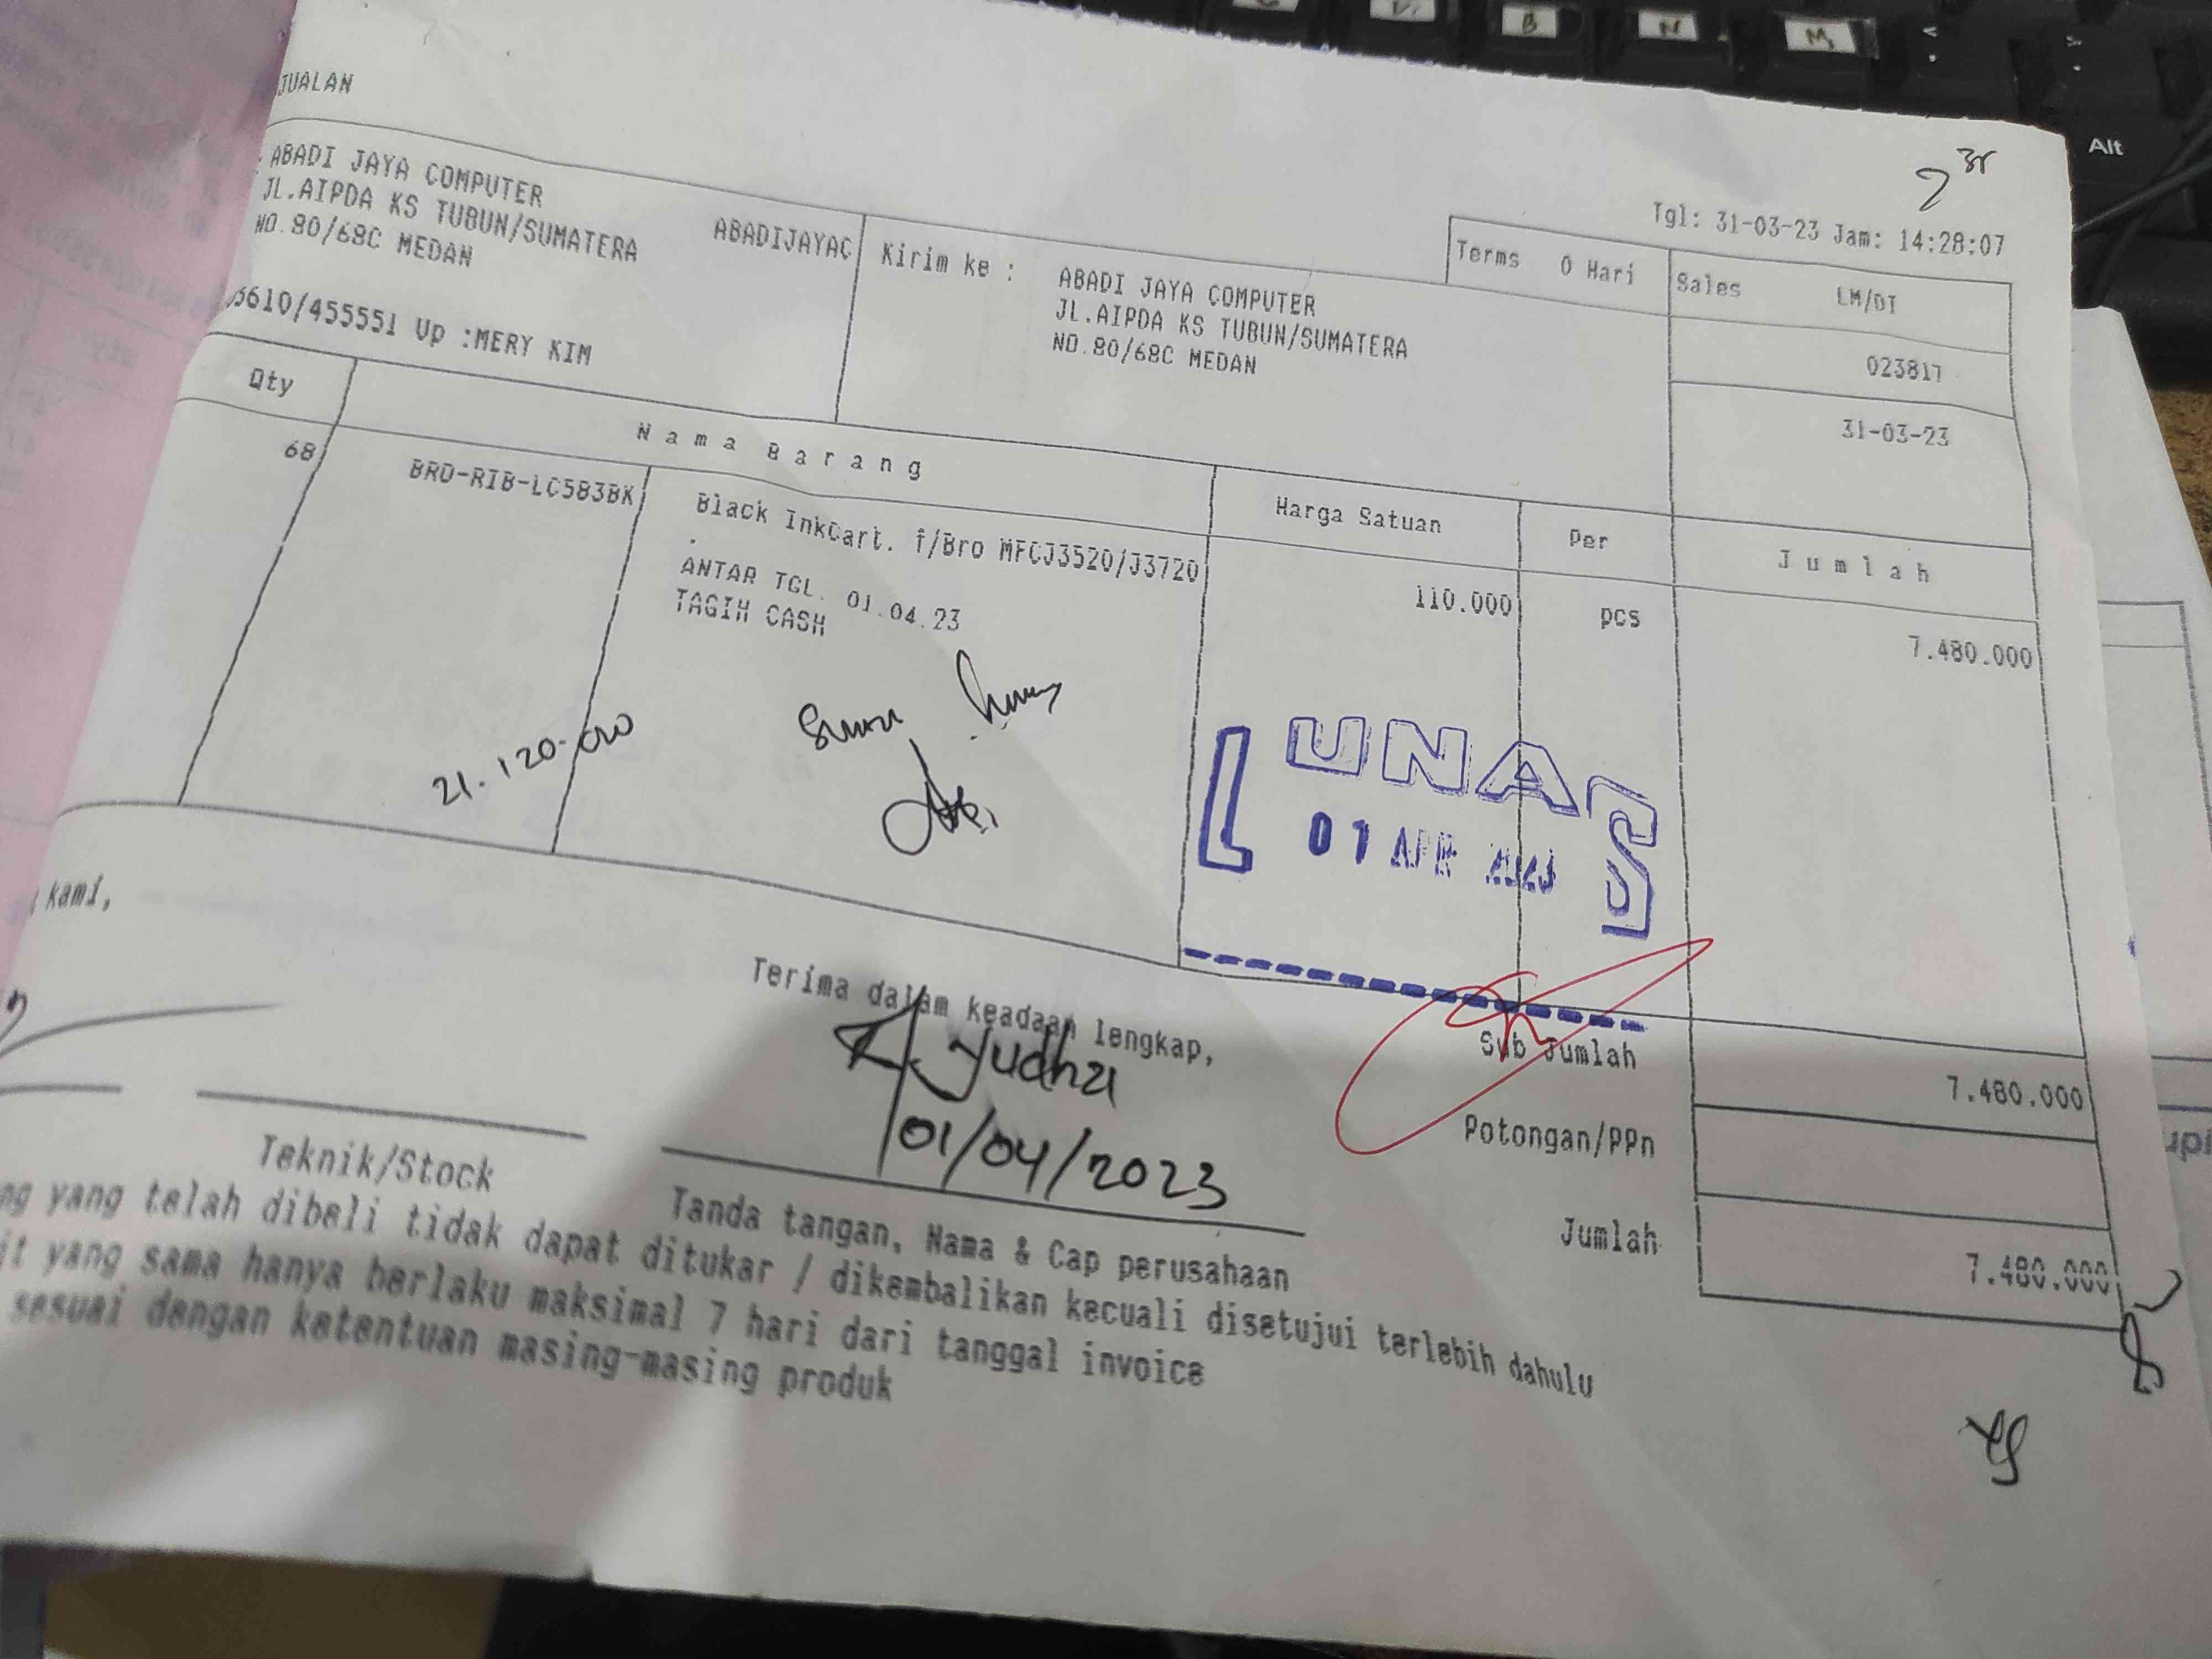 JUALAN
ABADI JAYA COMPUTER
JL.AIPDA KS TUBUN/SUMATERA
NO.80/68C MEDAN
ABADIJAYAC
6610/455551 Up :MERY KIM
Kirim ke :
ABADI JAYA COMPUTER
JL.AIPDA KS TUBUN/SUMATERA
NO.80/68C MEDAN
Tgl: 31-03-23 Jam: 14:28:07
Terms 0 Hari
Sales LM/DT
023817
31-03-23
Qty
Nama Barang
Harga Satuan
Per
Jumlah
68
BRO-RIB-LC583BK
Black InkCart. f/Bro MFCJ3520/J3720
110.000
pcs
7.480.000
.
ANTAR TGL. 01.04.23
TAGIH CASH
21.120.000
LUNAS
01 APR 2023
kami,
Terima dalam keadaan lengkap,
Yudha
01/04/2023
Teknik/Stock
Tanda tangan, Nama & Cap perusahaan
Sub Jumlah
7.480.000
Potongan/PPn
Jumlah
7.480.000
ng yang telah dibeli tidak dapat ditukar / dikembalikan kecuali disetujui terlebih dahulu
it yang sama hanya berlaku maksimal 7 hari dari tanggal invoice
sesuai dengan ketentuan masing-masing produk
B
N
M
Alt